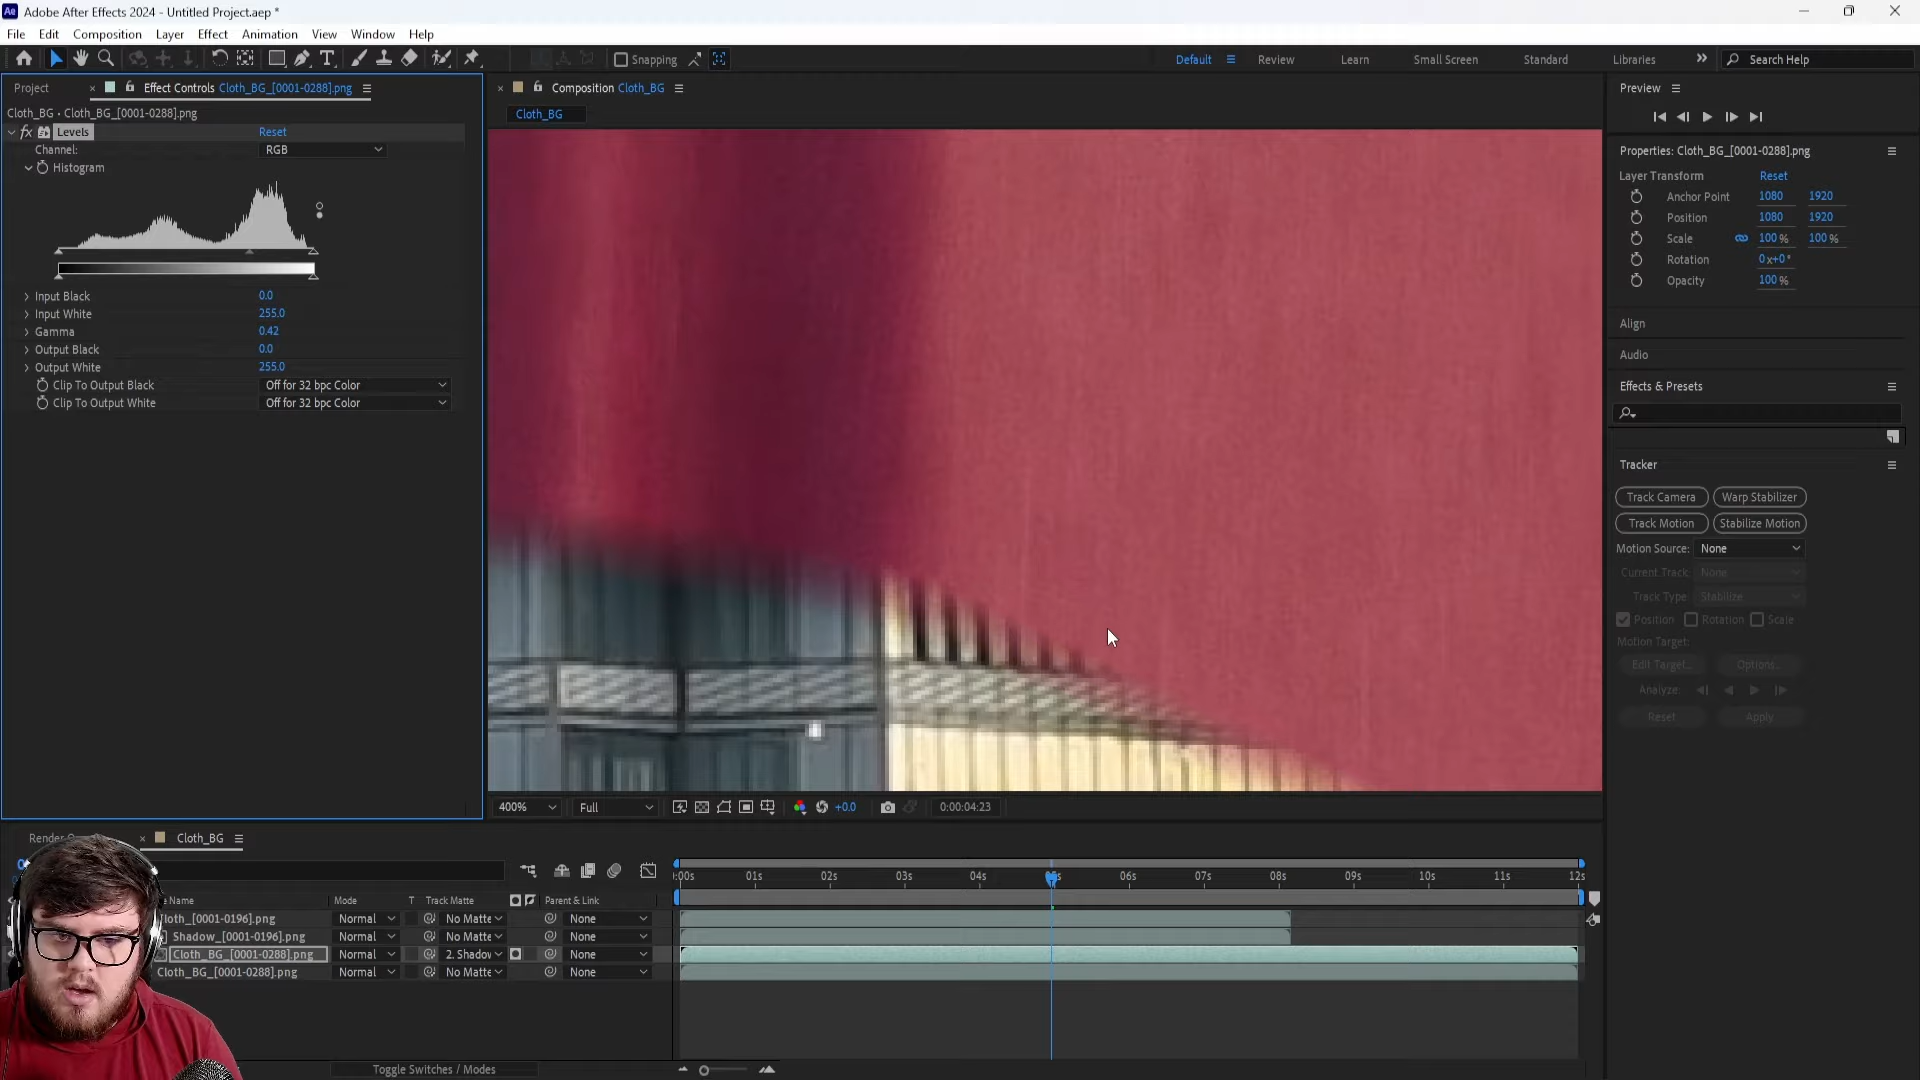 Adobe After Effects 2024 - Untitled Project.aep *
File Edit Composition Layer Effect Animation View Window Help
Snapping Default Review Learn Small Screen Standard Libraries Search Help
Project Effect Controls Cloth_BG_[0001-0288].png
Cloth_BG • Cloth_BG_[0001-0288].png
fx Levels Reset
Channel: RGB
Histogram
Input Black 0.0
Input White 255.0
Gamma 0.42
Output Black 0.0
Output White 255.0
Clip To Output Black Off for 32 bpc Color
Clip To Output White Off for 32 bpc Color
Composition Cloth_BG
Cloth_BG
400% Full +0.0 0:00:04:23
Preview
Properties: Cloth_BG_[0001-0288].png
Layer Transform Reset
Anchor Point 1080 1920
Position 1080 1920
Scale 100 % 100 %
Rotation 0x+0°
Opacity 100 %
Align
Audio
Effects & Presets
Tracker
Track Camera Warp Stabilizer
Track Motion Stabilize Motion
Motion Source: None
Current Track: None
Track Type: Stabilize
Position Rotation Scale
Motion Target:
Edit Target... Options...
Analyze:
Reset Apply
Render Cloth_BG
:00s 01s 02s 03s 04s 06s 07s 08s 09s 10s 11s 12s
Name Mode T Track Matte Parent & Link
loth_[0001-0196].png Normal No Matte None
Shadow_[0001-0196].png Normal No Matte None
Cloth_BG_[0001-0288].png Normal 2. Shadov None
Cloth_BG_[0001-0288].png Normal No Matte None
Toggle Switches / Modes